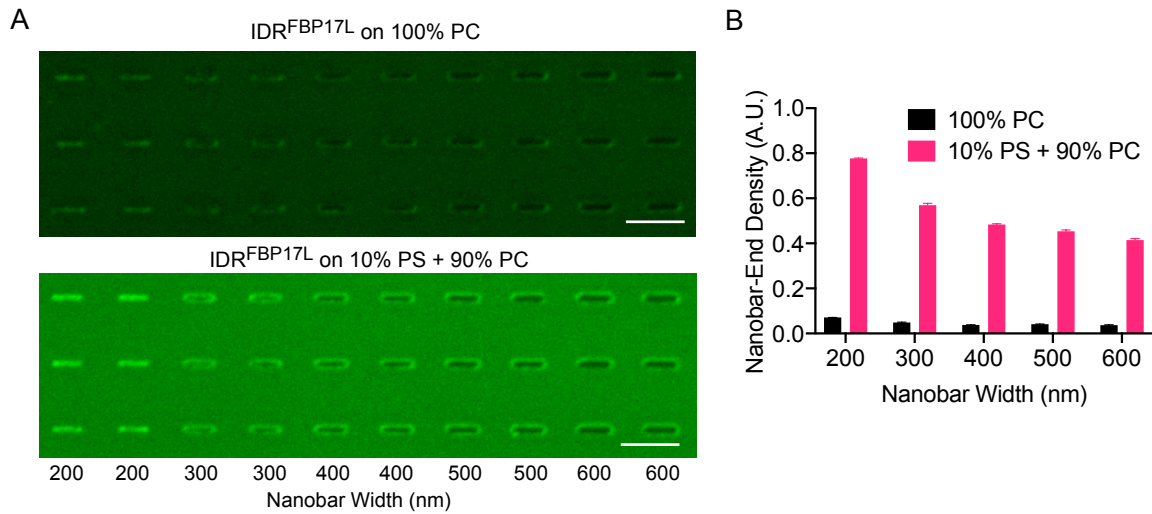 A
IDRFBP17L on 100% PC
IDRFBP17L on 10% PS + 90% PC
200 200 300 300 400 400 500 500 600 600
Nanobar Width (nm)
B
Nanobar-End Density (A.U.)
1.0
0.8
0.6
0.4
0.2
0.0
100% PC
10% PS + 90% PC
200 300 400 500 600
Nanobar Width (nm)